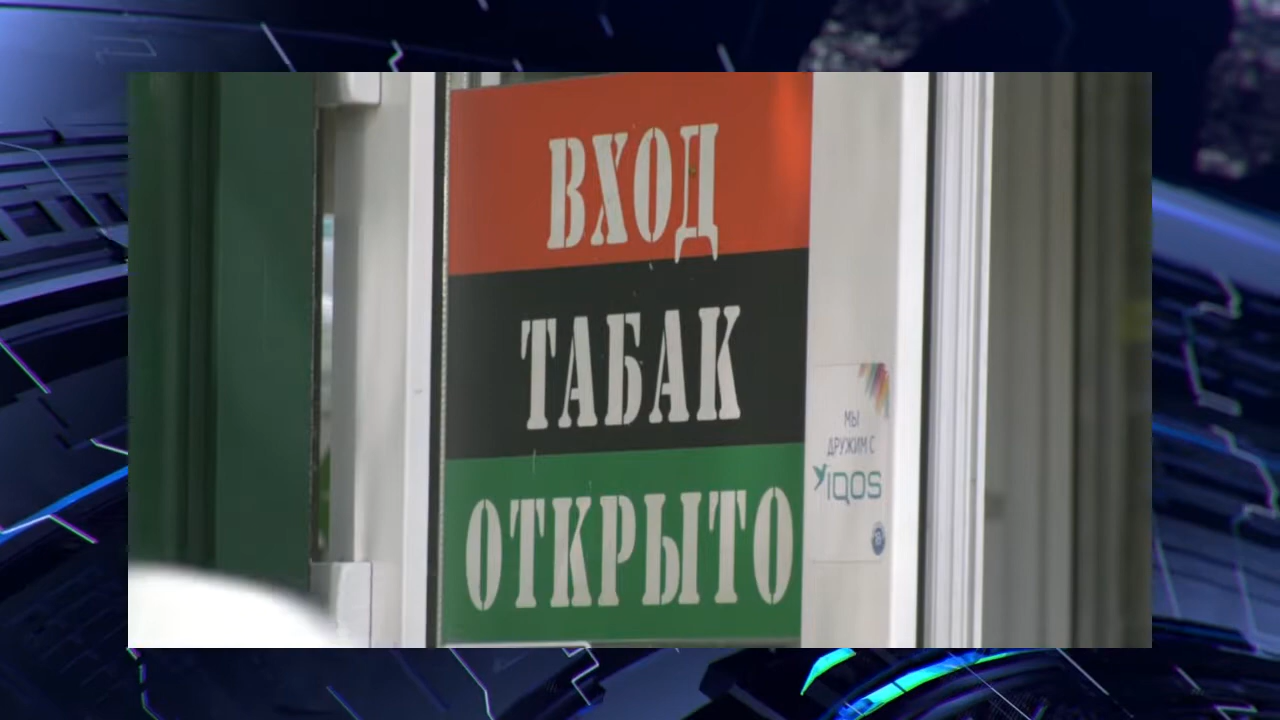 ВХОД
ТАБАК
ОТКРЫТО
МЫ
ДРУЖИМ С
IQOS